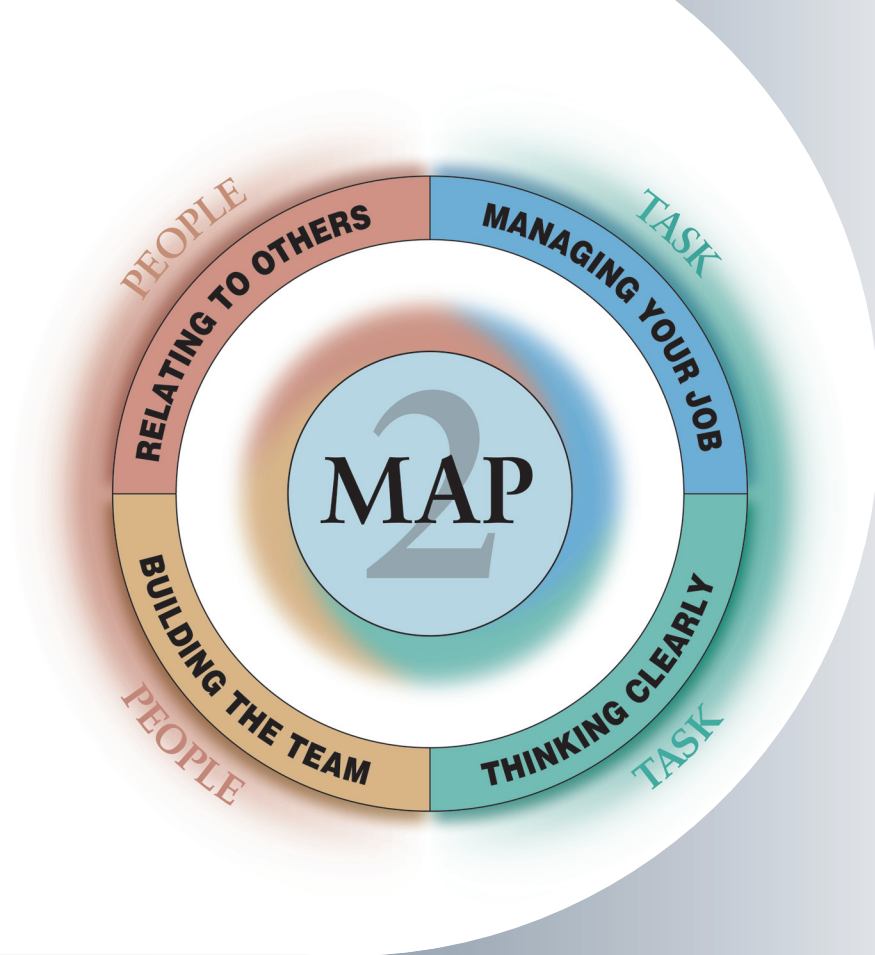 PEOPLE
TASK
RELATING TO OTHERS
MANAGING YOUR JOB
2
MAP
BUILDING THE TEAM
THINKING CLEARLY
PEOPLE
TASK